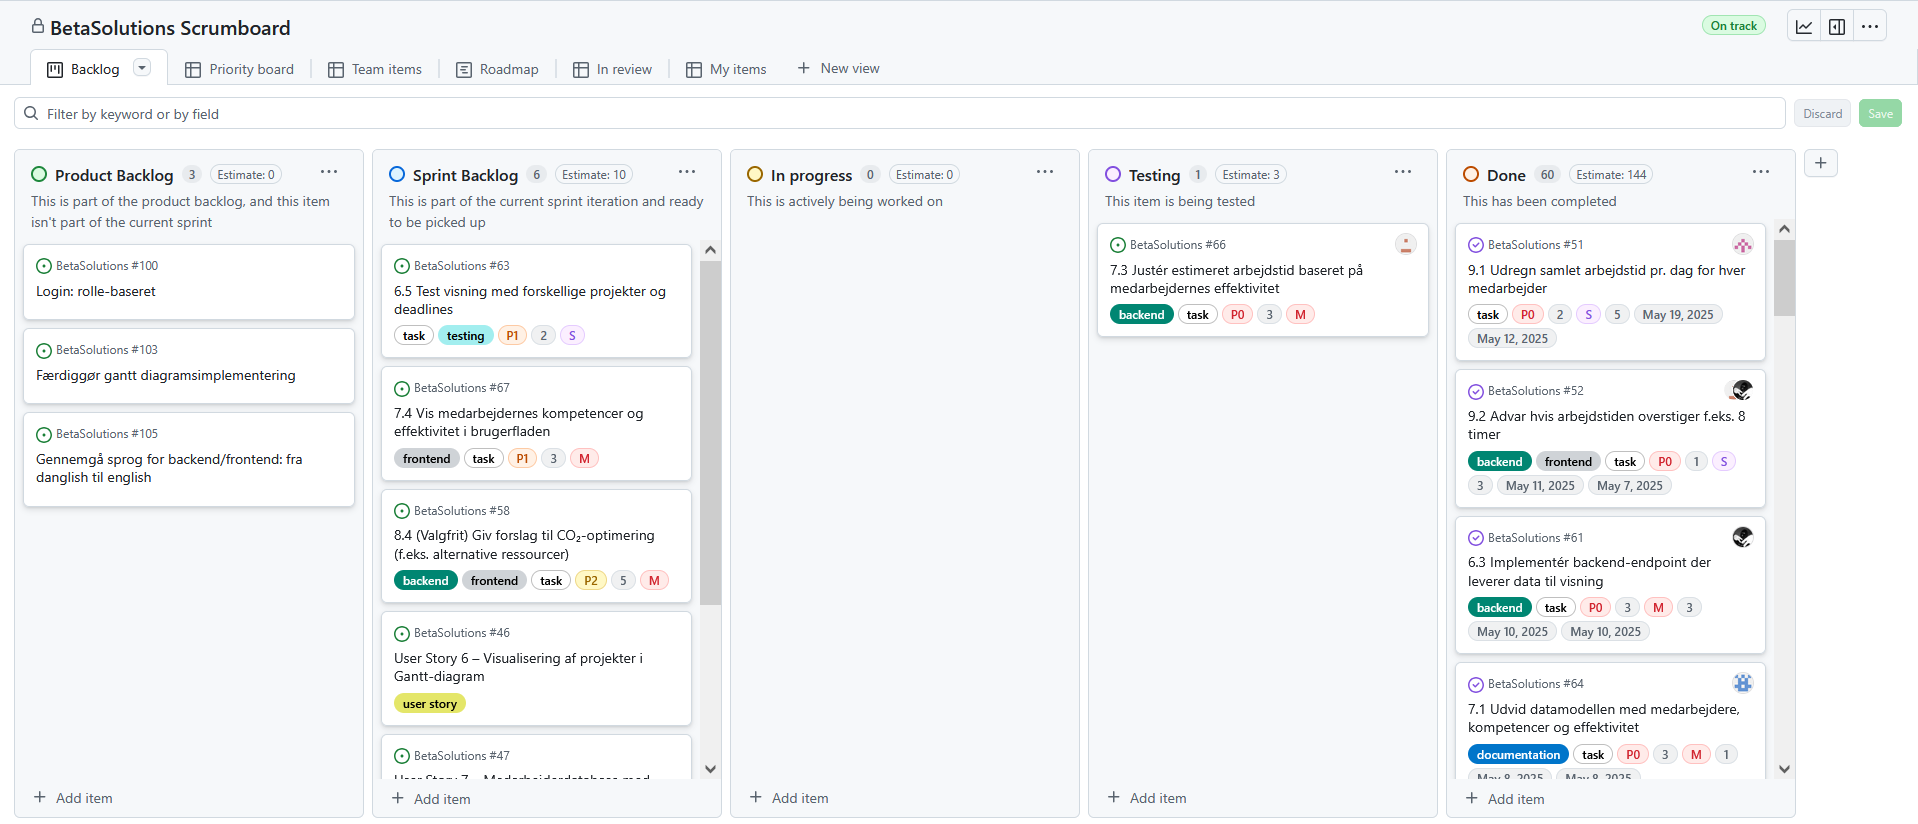 BetaSolutions Scrumboard
On track
Backlog
Priority board
Team items
Roadmap
In review
My items
New view
Filter by keyword or by field
Discard
Save
Product Backlog 3 Estimate: 0
This is part of the product backlog, and this item
isn't part of the current sprint
BetaSolutions #100
Login: rolle-baseret
BetaSolutions #103
Færdiggør gantt diagramsimplementering
BetaSolutions #105
Gennemgå sprog for backend/frontend: fra
danglish til english
Add item
Sprint Backlog 6 Estimate: 10
This is part of the current sprint iteration and ready
to be picked up
BetaSolutions #63
6.5 Test visning med forskellige projekter og
deadlines
task testing P1 2 S
BetaSolutions #67
7.4 Vis medarbejdernes kompetencer og
effektivitet i brugerfladen
frontend task P1 3 M
BetaSolutions #58
8.4 (Valgfrit) Giv forslag til CO₂-optimering
(f.eks. alternative ressourcer)
backend frontend task P2 5 M
BetaSolutions #46
User Story 6 – Visualisering af projekter i
Gantt-diagram
user story
BetaSolutions #47
User Story 7 – Medarbejderdatabase med
Add item
In progress 0 Estimate: 0
This is actively being worked on
Add item
Testing 1 Estimate: 3
This item is being tested
BetaSolutions #66
7.3 Justér estimeret arbejdstid baseret på
medarbejdernes effektivitet
backend task P0 3 M
Add item
Done 60 Estimate: 144
This has been completed
BetaSolutions #51
9.1 Udregn samlet arbejdstid pr. dag for hver
medarbejder
task P0 2 S 5 May 19, 2025
May 12, 2025
BetaSolutions #52
9.2 Advar hvis arbejdstiden overstiger f.eks. 8
timer
backend frontend task P0 1 S
3 May 11, 2025 May 7, 2025
BetaSolutions #61
6.3 Implementér backend-endpoint der
leverer data til visning
backend task P0 3 M 3
May 10, 2025 May 10, 2025
BetaSolutions #64
7.1 Udvid datamodellen med medarbejdere,
kompetencer og effektivitet
documentation task P0 3 M 1
May 8, 2025 May 8, 2025
Add item